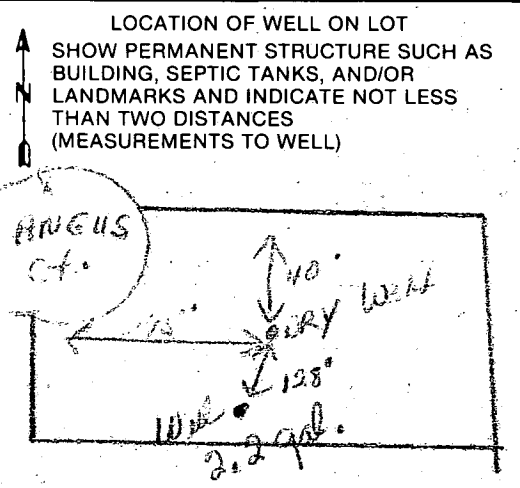 LOCATION OF WELL ON LOT
SHOW PERMANENT STRUCTURE SUCH AS
BUILDING, SEPTIC TANKS, AND/OR
N LANDMARKS AND INDICATE NOT LESS
THAN TWO DISTANCES
(MEASUREMENTS TO WELL)
ANGUS
Ct.
40'
DRY Well
128'
Well
2.2 gal.